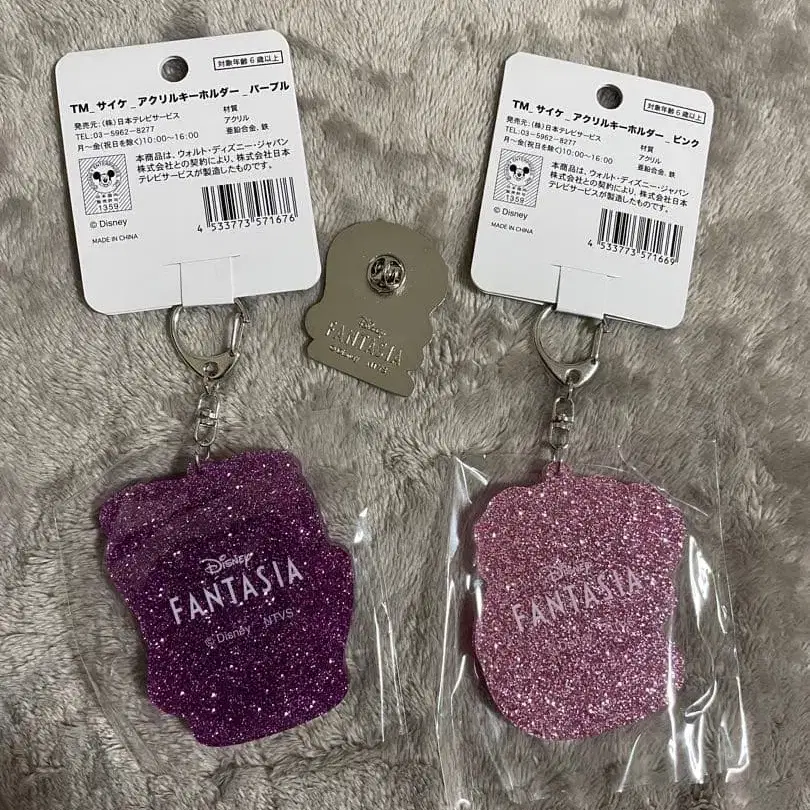 対象年齢6歳以上
TM_サイケ_アクリルキーホルダー_パープル
発売元:(株)日本テレビサービス
TEL:03-5962-8277
月〜金(祝日を除く)10:00〜16:00
材質
アクリル
亜鉛合金、鉄
本商品は、ウォルト・ディズニー・ジャパン
株式会社との契約により、株式会社日本
テレビサービスが製造したものです。
1359
© Disney
MADE IN CHINA
4 533773 571676
対象年齢6歳以上
TM_サイケ_アクリルキーホルダー_ピンク
発売元:(株)日本テレビサービス
TEL:03-5962-8277
月〜金(祝日を除く)10:00〜16:00
材質
アクリル
亜鉛合金、鉄
本商品は、ウォルト・ディズニー・ジャパン
株式会社との契約により、株式会社日本
テレビサービスが製造したものです。
1359
© Disney
MADE IN CHINA
4 533773 571669
Disney
FANTASIA
©Disney NTVS
Disney
FANTASIA
© Disney NTVS
Disney
FANTASIA